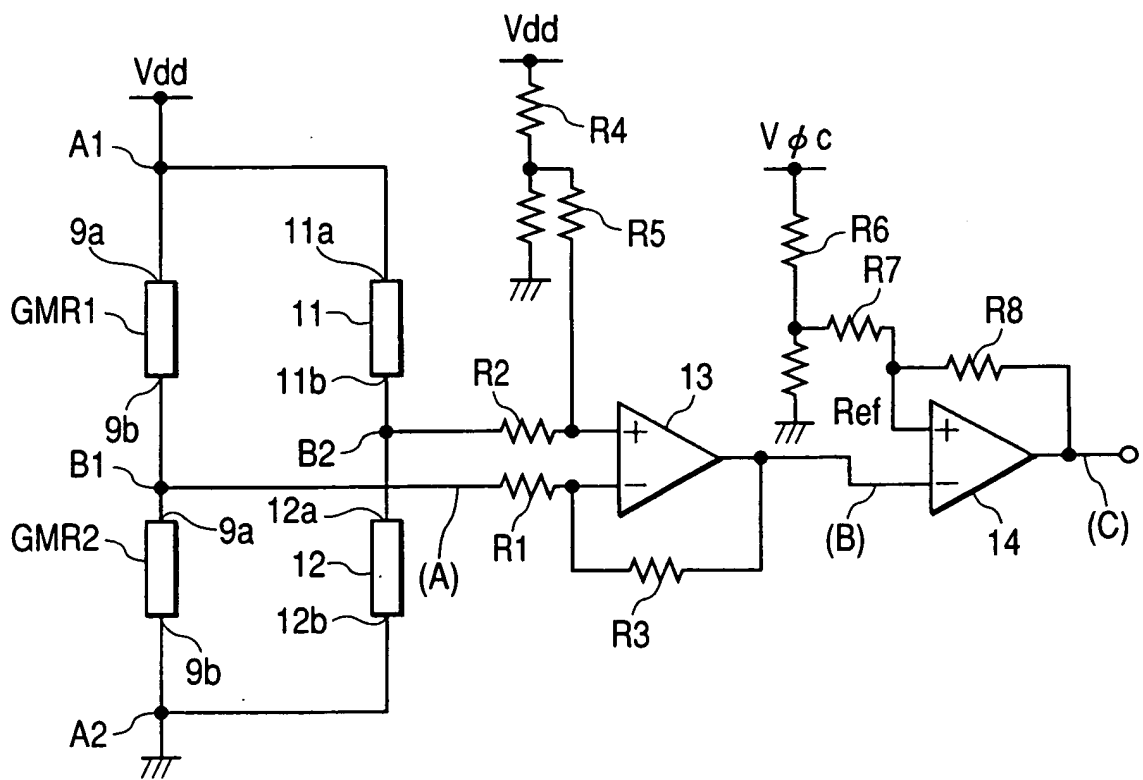 Vdd
Vdd
A1
R4
V φ c
9a
11a
R5
R6
R7
GMR1
11
R8
11b
R2
13
9b
B2
Ref
B1
+
+
−
−
9a
12a
(A)
R1
(B)
14
(C)
GMR2
12
R3
12b
9b
A2